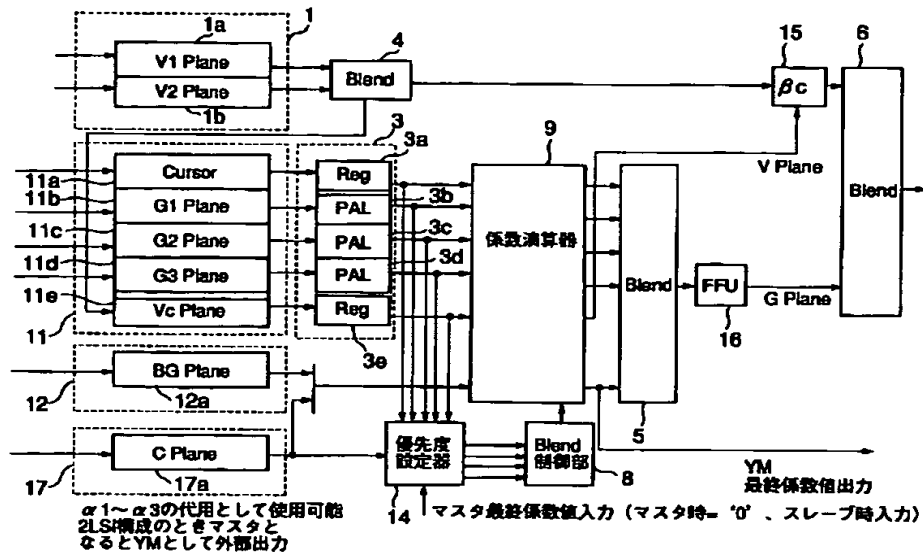 1a
1
V1 Plane
V2 Plane
1b
4
Blend
15
βc
6
Blend
V Plane
3
3a
9
Cursor
Reg
11a
11b
3b
G1 Plane
PAL
11c
3c
G2 Plane
PAL
係数演算器
11d
3d
G3 Plane
PAL
Blend
FFU
G Plane
11e
Vc Plane
Reg
16
11
3e
BG Plane
12
12a
5
C Plane
優先度
設定器
Blend
制御部
17
17a
14
8
YM
最終係数値出力
α1～α3の代用として使用可能
2LSI構成のときマスタと
なるとYMとして外部出力
マスタ最終係数値入力（マスタ時=‘0’、スレーブ時入力）